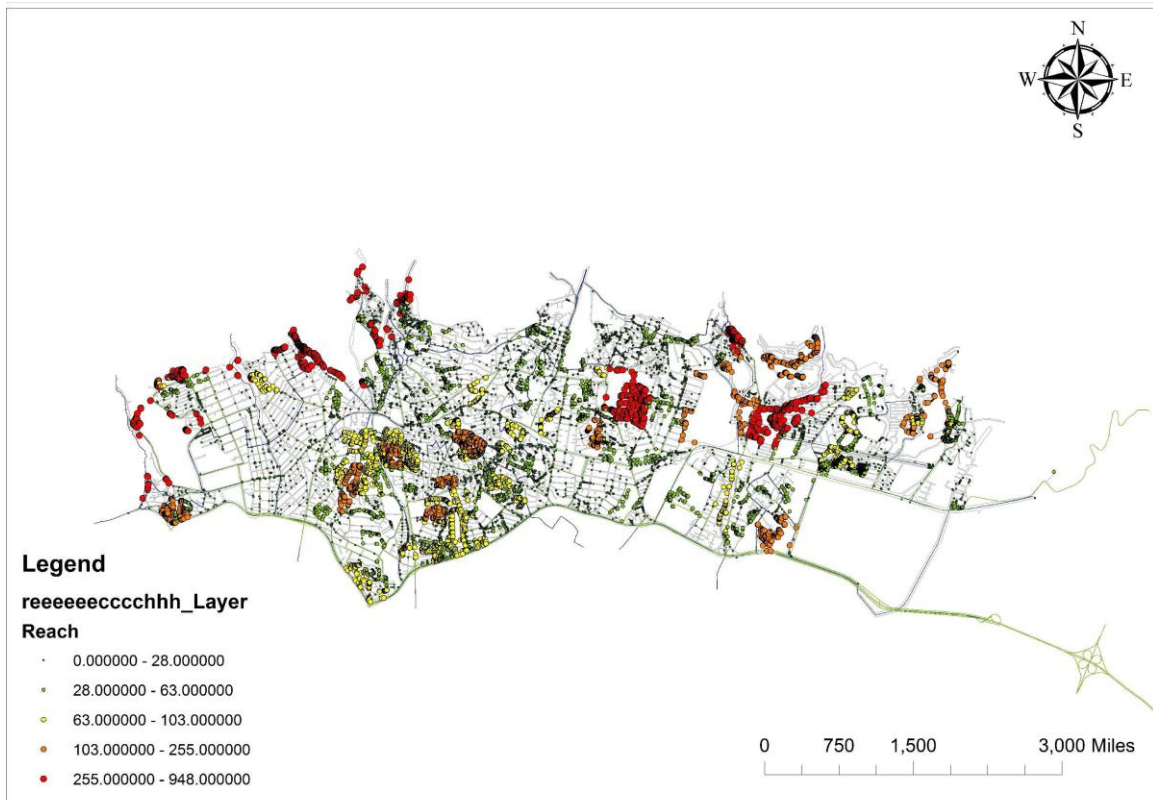 N
W E
S
Legend
reeeeeecccchhh_Layer
Reach
0.000000 - 28.000000
28.000000 - 63.000000
63.000000 - 103.000000
103.000000 - 255.000000
255.000000 - 948.000000
0 750 1,500 3,000 Miles